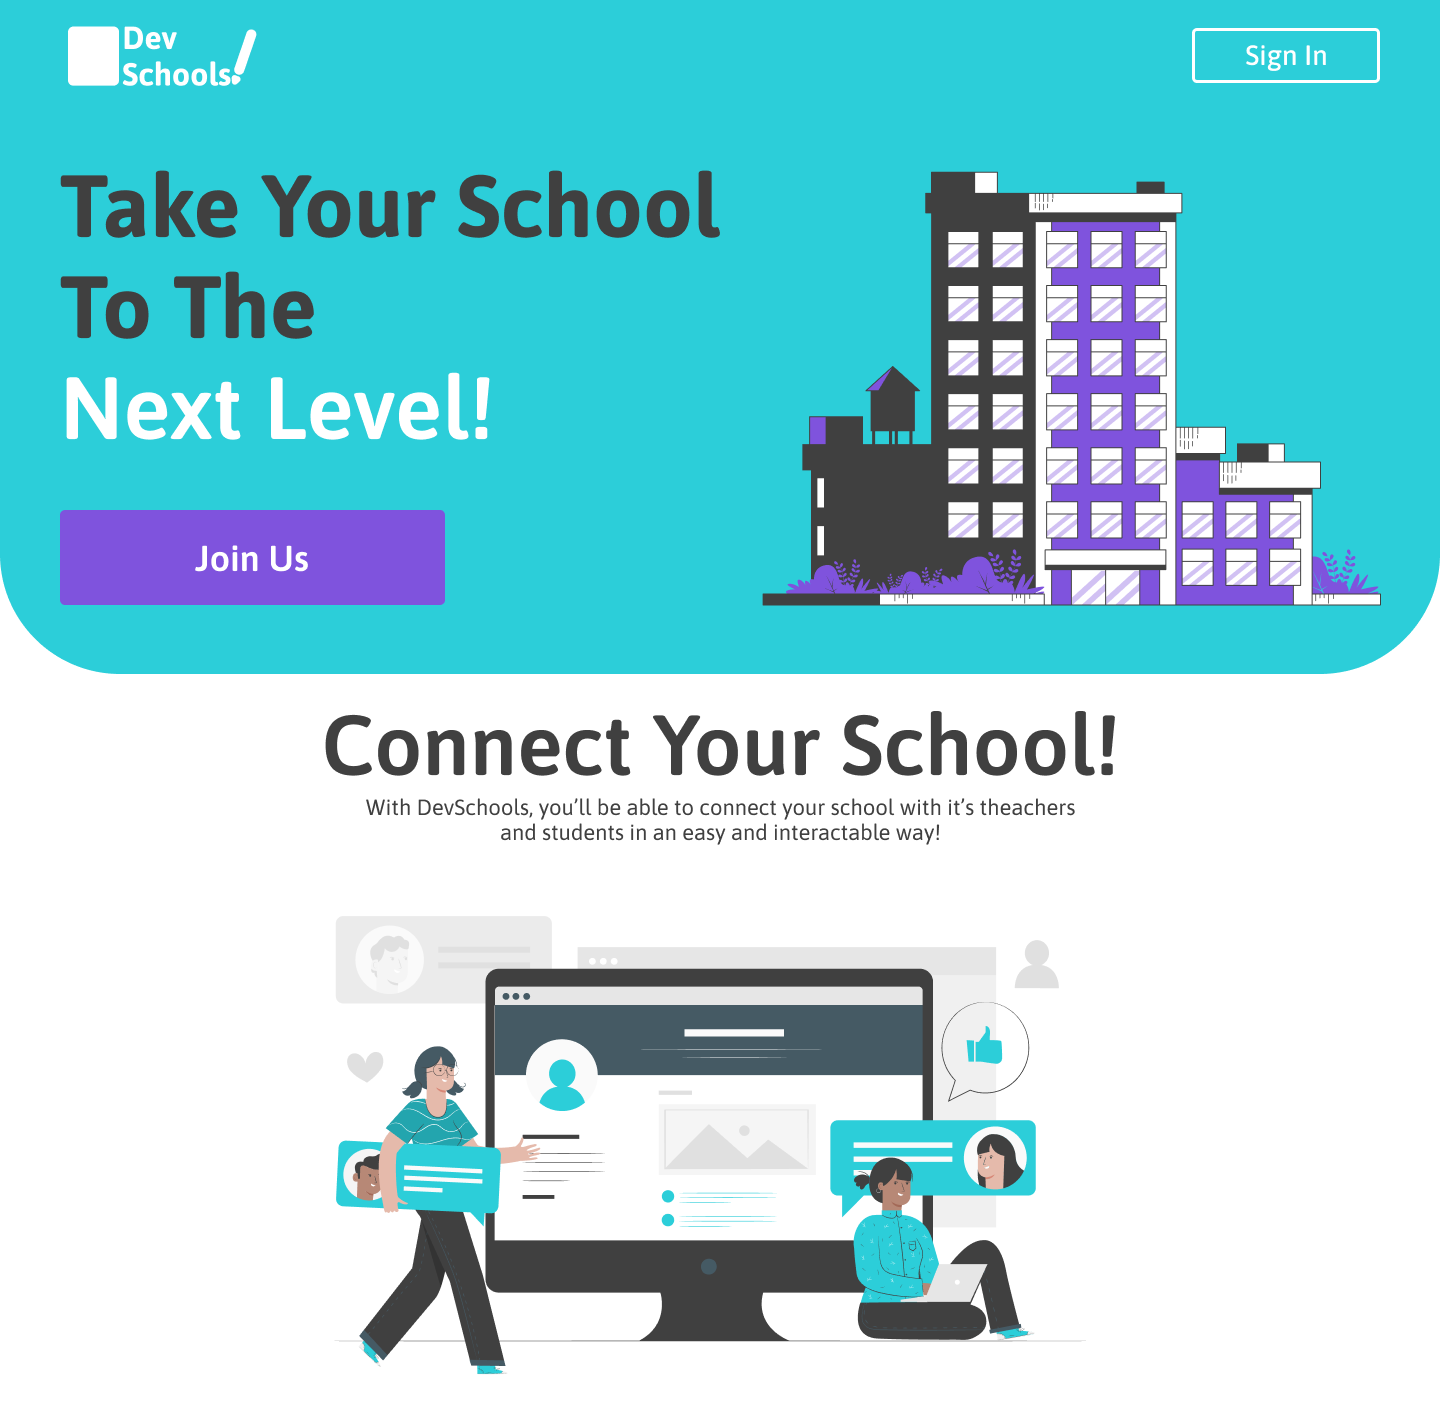 Dev
Schools!
Sign In
Take Your School
To The
Next Level!
Join Us
Connect Your School!
With DevSchools, you’ll be able to connect your school with it’s theachers
and students in an easy and interactable way!